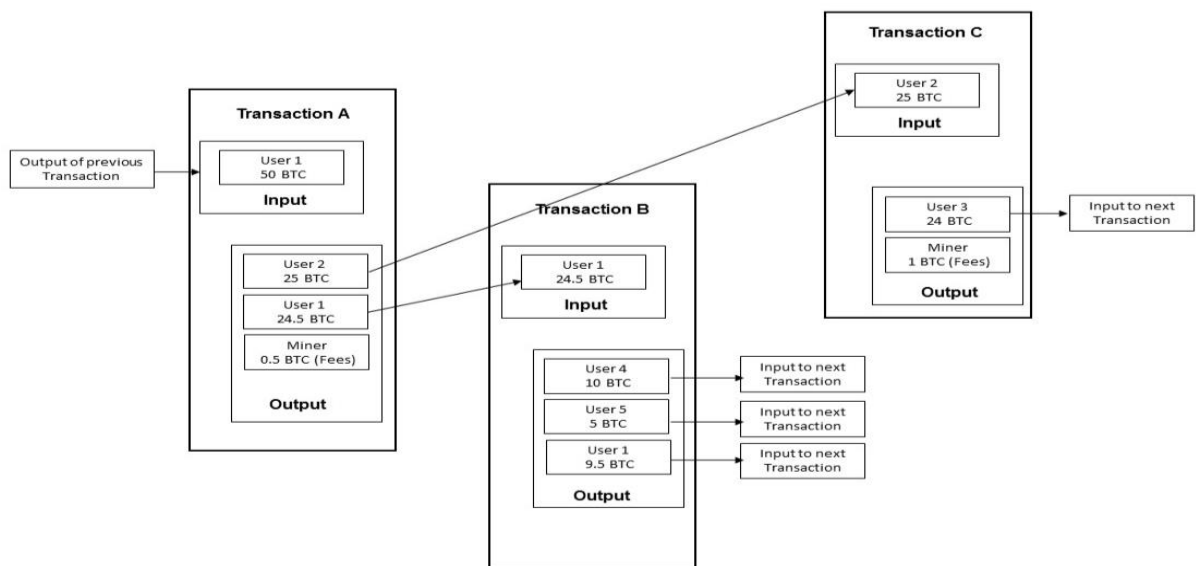 Output of previous
Transaction
Transaction A
User 1
50 BTC
Input
User 2
25 BTC
User 1
24.5 BTC
Miner
0.5 BTC (Fees)
Output
Transaction B
User 1
24.5 BTC
Input
User 4
10 BTC
User 5
5 BTC
User 1
9.5 BTC
Output
Input to next
Transaction
Input to next
Transaction
Input to next
Transaction
Transaction C
User 2
25 BTC
Input
User 3
24 BTC
Miner
1 BTC (Fees)
Output
Input to next
Transaction